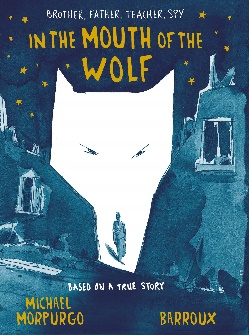 BROTHER, FATHER, TEACHER, SPY
IN THE MOUTH OF THE
WOLF
BASED ON A TRUE STORY
MICHAEL
MORPURGO
BARROUX